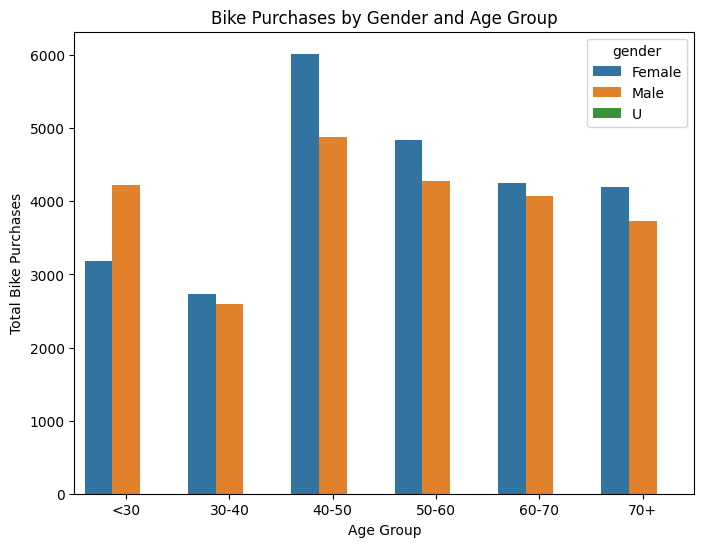 Bike Purchases by Gender and Age Group
gender
Female
Male
U
Total Bike Purchases
6000
5000
4000
3000
2000
1000
0
<30 30-40 40-50 50-60 60-70 70+
Age Group